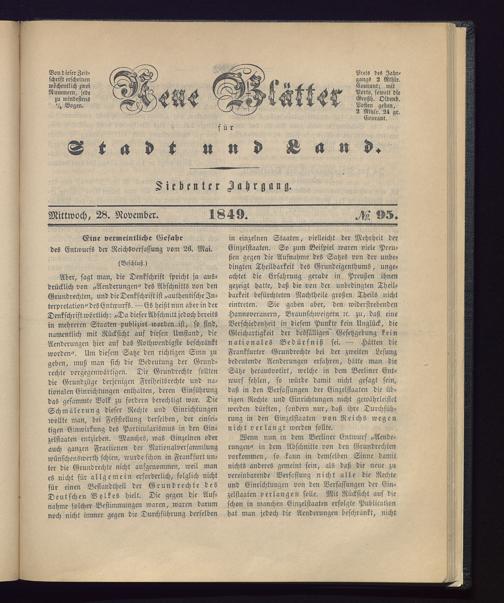 Von dieser Zeit-
schrift erscheinen
wöchentlich zwei
Nummern, jede
zu mindestens
Bogen.
Neue Blätter
für
Stadt und Land.
Preis des Jahr-
gangs 2 Rthlr.
Courant; mit
Porto, soweit die
Großh. Oldenb.
Posten gehen,
2 Rthlr. 24 gr.
Courant.
Siebenter Jahrgang.
Mittwoch, 28. November. 1849. № 95.
Eine vermeintliche Gefahr
des Entwurfs der Reichsverfassung vom 26. Mai.
(Beschluß.)
Aber, sagt man, die Denkschrift spricht ja aus-
drücklich von „Aenderungen“ des Abschnitts von den
Grundrechten, und die Denkschrift ist „authentische In-
terpretation“ des Entwurfs. — Es heißt nun aber in der
Denkschrift wörtlich: „Da dieser Abschnitt jedoch bereits
in mehreren Staaten publizirt worden ist, so sind,
namentlich mit Rücksicht auf diesen Umstand, die
Aenderungen hier auf das Nothwendigste beschränkt
worden“. Um diesem Satz den richtigen Sinn zu
geben, muß man sich die Bedeutung der Grund-
rechte vergegenwärtigen. Die Grundrechte sollten
die Grundzüge derjenigen Freiheitsrechte und na-
tionalen Einrichtungen enthalten, deren Einführung
das gesammte Volk zu fordern berechtigt war. Die
Schmälerung dieser Rechte und Einrichtungen
wollte man, bei Feststellung derselben, der einsei-
tigen Einwirkung des Particularismus in den Ein-
zelstaaten entziehen. Manches, was Einzelnen oder
auch ganzen Fractionen der Nationalversammlung
wünschenswerth schien, wurde schon in Frankfurt un-
ter die Grundrechte nicht aufgenommen, weil man
es nicht für allgemein erforderlich, folglich nicht
für einen Bestandtheil der Grundrechte des
Deutschen Volkes hielt. Die gegen die Auf-
nahme solcher Bestimmungen waren, waren darum
noch nicht immer gegen die Durchführung derselben
in einzelnen Staaten, vielleicht der Mehrheit der
Einzelstaaten. So zum Beispiel waren viele Preu-
ßen gegen die Aufnahme des Satzes von der unbe-
dingten Theilbarkeit des Grundeigenthums, unge-
achtet die Erfahrung gerade in Preußen ihnen
gezeigt hatte, daß die von der unbedingten Theil-
barkeit befürchteten Nachtheile großen Theils nicht
eintreten. Sie gaben aber, den widerstrebenden
Hannoveranern, Braunschweigern rc. zu, daß eine
Verschiedenheit in diesem Punkte kein Unglück, die
Gleichartigkeit der desfallsigen Gesetzgebung kein
nationales Bedürfniß sei. — Hätten die
Frankfurter Grundrechte bei der zweiten Lesung
bedeutende Aenderungen erfahren, hätte man die
Sätze herausvotirt, welche in dem Berliner Ent-
wurf fehlen, so würde damit nicht gesagt sein,
daß in den Verfassungen der Einzelstaaten die üb-
rigen Rechte und Einrichtungen nicht gewährleistet
werden dürften, sondern nur, daß ihre Durchfüh-
rung in den Einzelstaaten von Reichs wegen
nicht verlangt werden sollte.
Wenn nun in dem Berliner Entwurf „Aende-
rungen“ in dem Abschnitt von den Grundrechten
vorkommen, so kann in demselben Sinne damit
nichts anderes gemeint sein, als daß die neue zu
vereinbarende Verfassung nicht alle die Rechte
und Einrichtungen von den Verfassungen der Ein-
zelstaaten verlangen solle. Mit Rücksicht auf die
schon in manchen Einzelstaaten erfolgte Publication
hat man jedoch die Aenderungen beschränkt, nicht